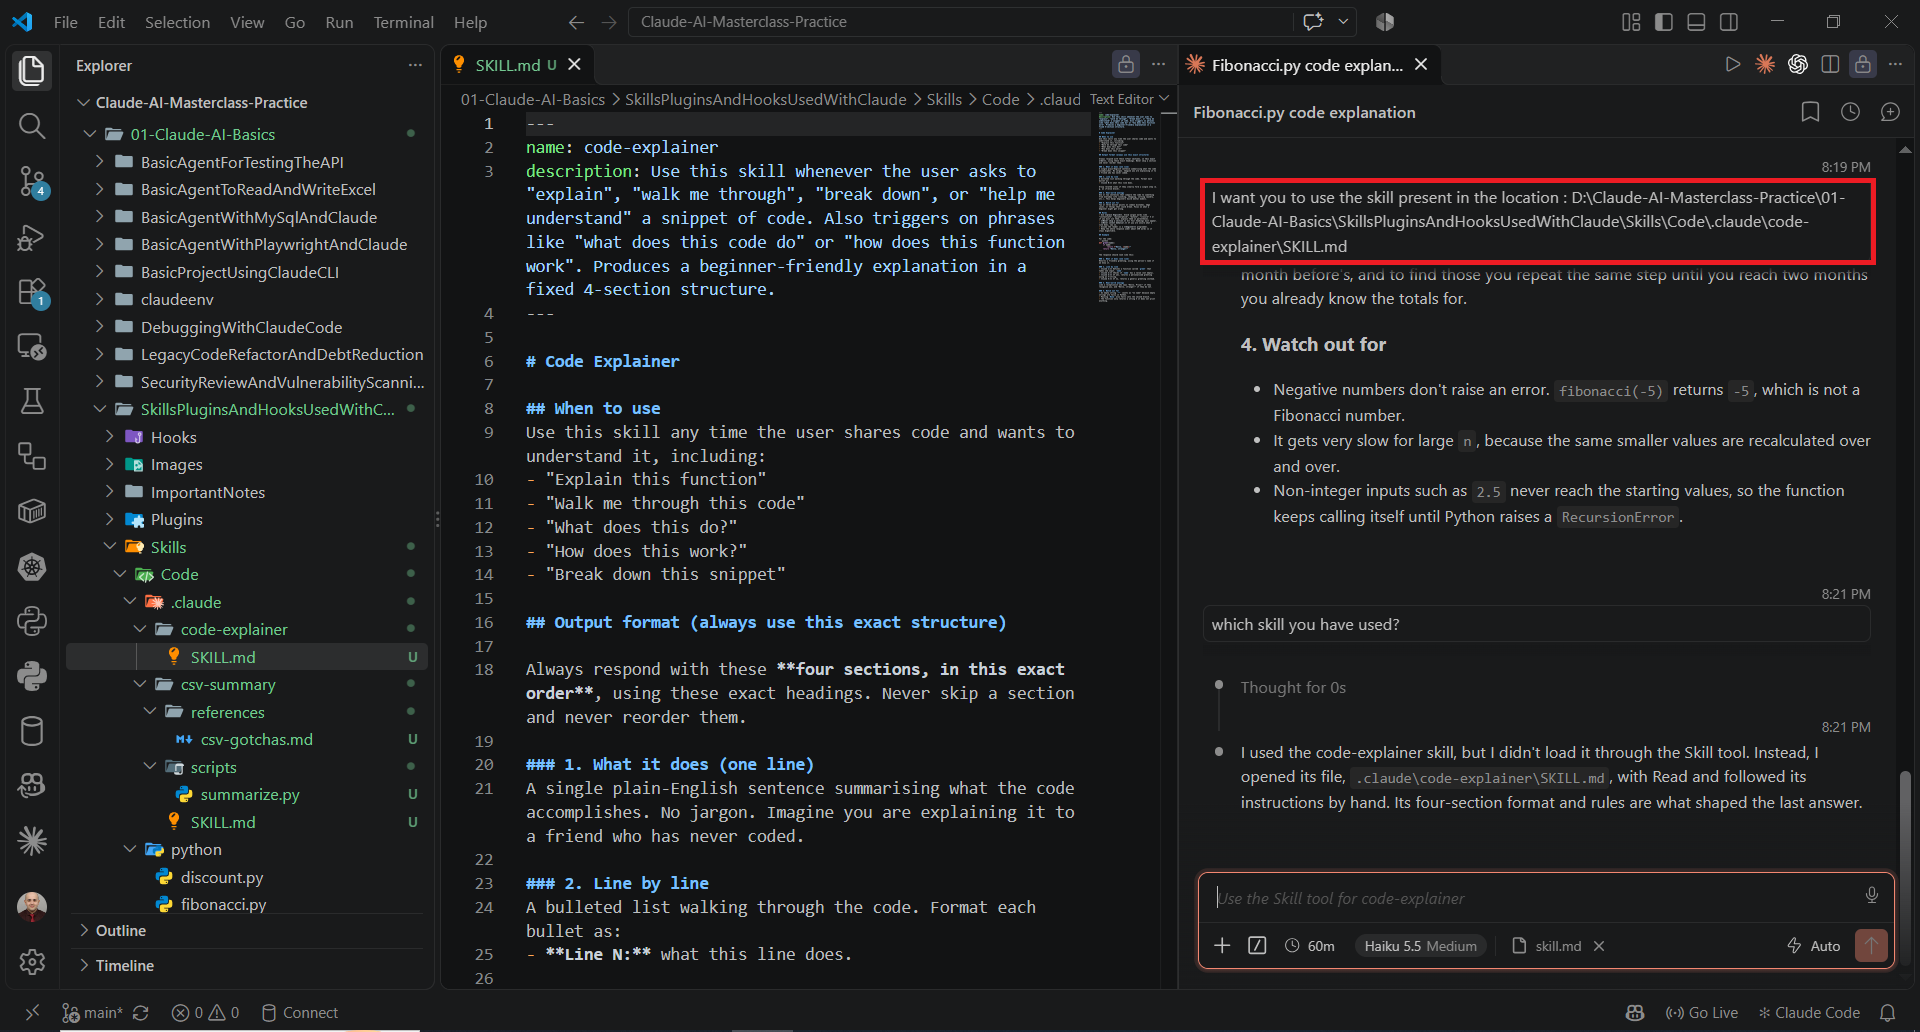 File Edit Selection View Go Run Terminal Help
Claude-AI-Masterclass-Practice
Explorer
Claude-AI-Masterclass-Practice
01-Claude-AI-Basics
BasicAgentForTestingTheAPI
BasicAgentToReadAndWriteExcel
BasicAgentWithMySqlAndClaude
BasicAgentWithPlaywrightAndClaude
BasicProjectUsingClaudeCLI
claudeenv
DebuggingWithClaudeCode
LegacyCodeRefactorAndDebtReduction
SecurityReviewAndVulnerabilityScanni...
SkillsPluginsAndHooksUsedWithC...
Hooks
Images
ImportantNotes
Plugins
Skills
Code
.claude
code-explainer
SKILL.md U
csv-summary
references
csv-gotchas.md U
scripts
summarize.py U
SKILL.md U
python
discount.py
fibonacci.py
Outline
Timeline
4
1
SKILL.md U
01-Claude-AI-Basics > SkillsPluginsAndHooksUsedWithClaude > Skills > Code > .claud
Text Editor
1 ---
2 name: code-explainer
3 description: Use this skill whenever the user asks to
"explain", "walk me through", "break down", or "help me
understand" a snippet of code. Also triggers on phrases
like "what does this code do" or "how does this function
work". Produces a beginner-friendly explanation in a
fixed 4-section structure.
4 ---
5
6 # Code Explainer
7
8 ## When to use
9 Use this skill any time the user shares code and wants to
understand it, including:
10 - "Explain this function"
11 - "Walk me through this code"
12 - "What does this do?"
13 - "How does this work?"
14 - "Break down this snippet"
15
16 ## Output format (always use this exact structure)
17
18 Always respond with these **four sections, in this exact
order**, using these exact headings. Never skip a section
and never reorder them.
19
20 ### 1. What it does (one line)
21 A single plain-English sentence summarising what the code
accomplishes. No jargon. Imagine you are explaining it to
a friend who has never coded.
22
23 ### 2. Line by line
24 A bulleted list walking through the code. Format each
bullet as:
25 - **Line N:** what this line does.
26
Fibonacci.py code explan...
Fibonacci.py code explanation
8:19 PM
I want you to use the skill present in the location : D:\Claude-AI-Masterclass-Practice\01-
Claude-AI-Basics\SkillsPluginsAndHooksUsedWithClaude\Skills\Code\.claude\code-
explainer\SKILL.md
month before's, and to find those you repeat the same step until you reach two months
you already know the totals for.
4. Watch out for
• Negative numbers don't raise an error. fibonacci(-5) returns -5, which is not a
Fibonacci number.
• It gets very slow for large n, because the same smaller values are recalculated over
and over.
• Non-integer inputs such as 2.5 never reach the starting values, so the function
keeps calling itself until Python raises a RecursionError.
8:21 PM
which skill you have used?
Thought for 0s
8:21 PM
I used the code-explainer skill, but I didn't load it through the Skill tool. Instead, I
opened its file, .claude\code-explainer\SKILL.md, with Read and followed its
instructions by hand. Its four-section format and rules are what shaped the last answer.
Use the Skill tool for code-explainer
60m Haiku 5.5 Medium skill.md Auto
main* 0 0 Connect
Go Live Claude Code